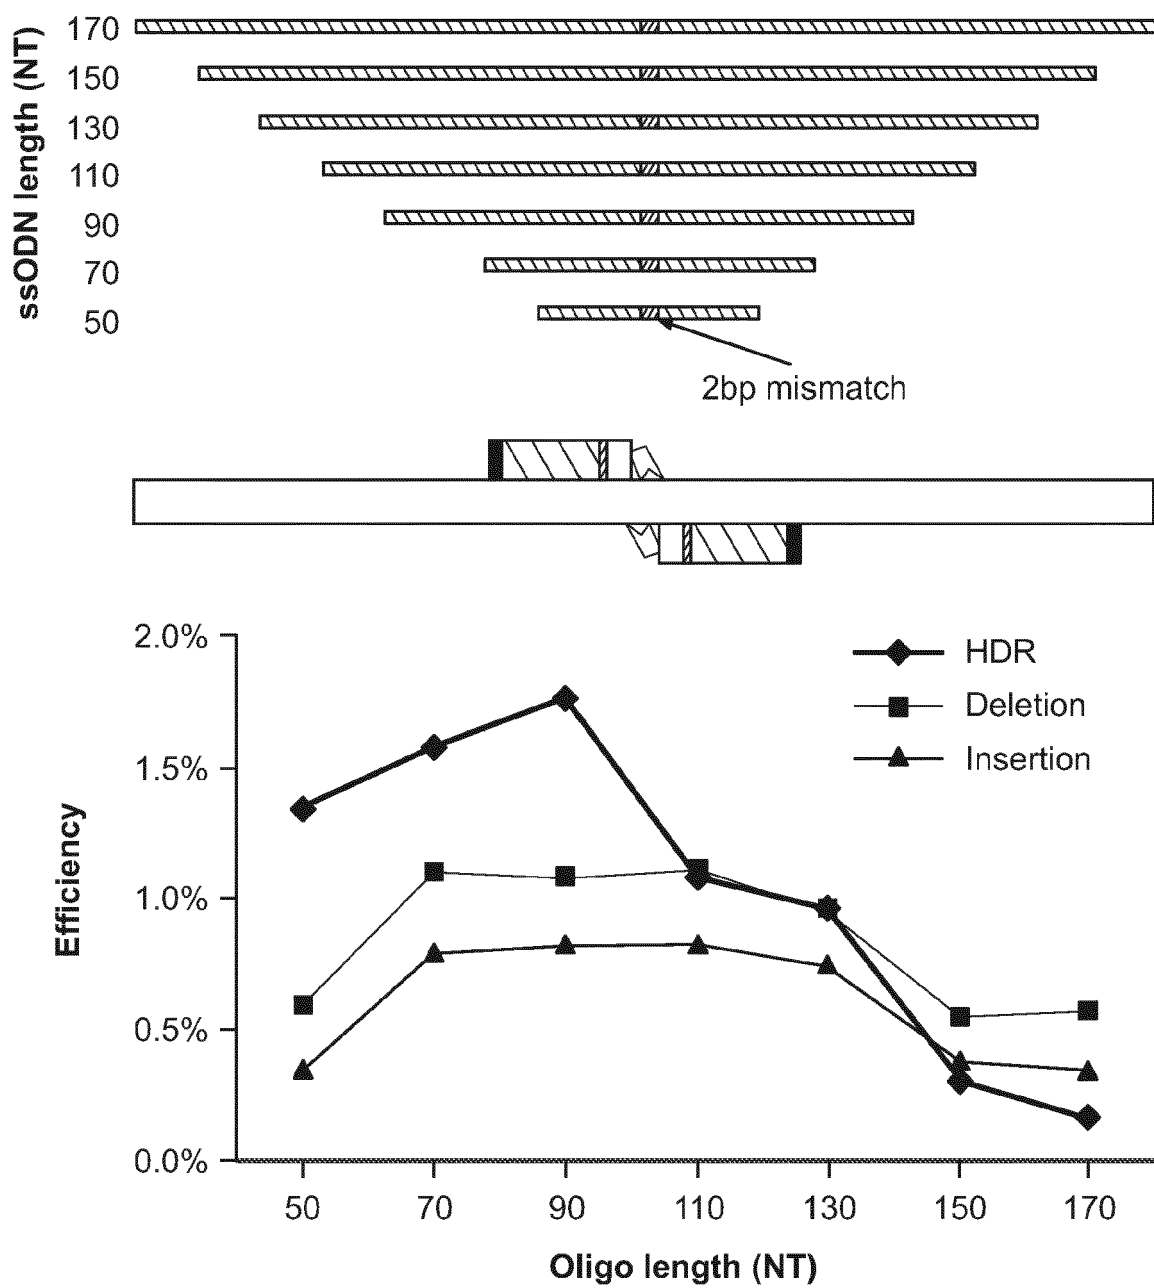 ssODN length (NT)
170
150
130
110
90
70
50
2bp mismatch
2.0%
1.5%
1.0%
0.5%
0.0%
Efficiency
HDR
Deletion
Insertion
50 70 90 110 130 150 170
Oligo length (NT)